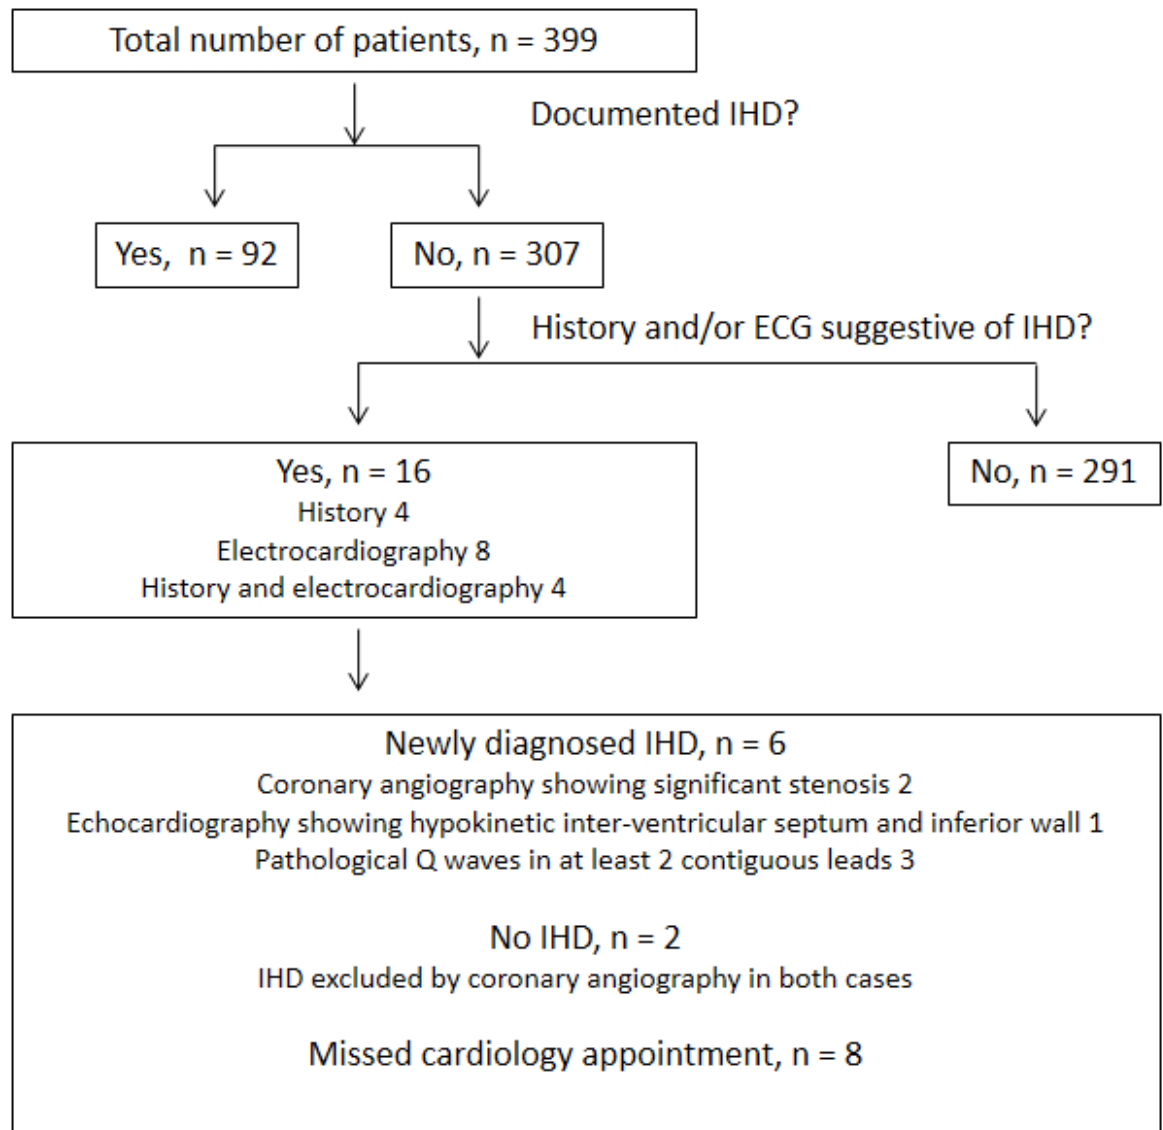 Total number of patients, n = 399
Documented IHD?
Yes,  n = 92
No, n = 307
History and/or ECG suggestive of IHD?
Yes, n = 16
History 4
Electrocardiography 8
History and electrocardiography 4
No, n = 291
Newly diagnosed IHD, n = 6
Coronary angiography showing significant stenosis 2
Echocardiography showing hypokinetic inter-ventricular septum and inferior wall 1
Pathological Q waves in at least 2 contiguous leads 3
No IHD, n = 2
IHD excluded by coronary angiography in both cases
Missed cardiology appointment, n = 8